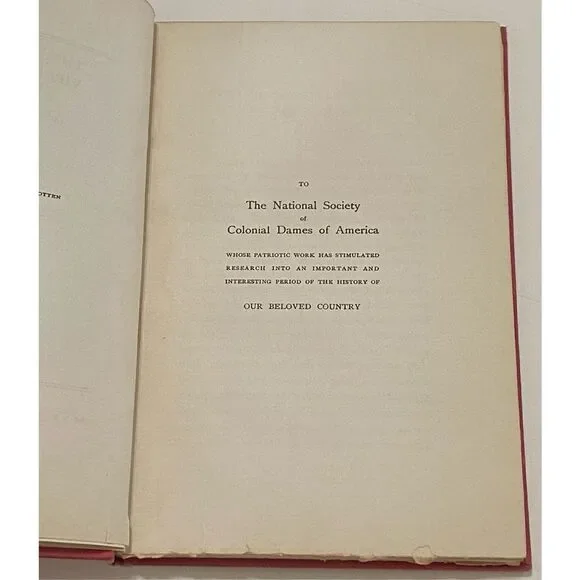 OTTEN
TO
The National Society
of
Colonial Dames of America
WHOSE PATRIOTIC WORK HAS STIMULATED
RESEARCH INTO AN IMPORTANT AND
INTERESTING PERIOD OF THE HISTORY OF
OUR BELOVED COUNTRY